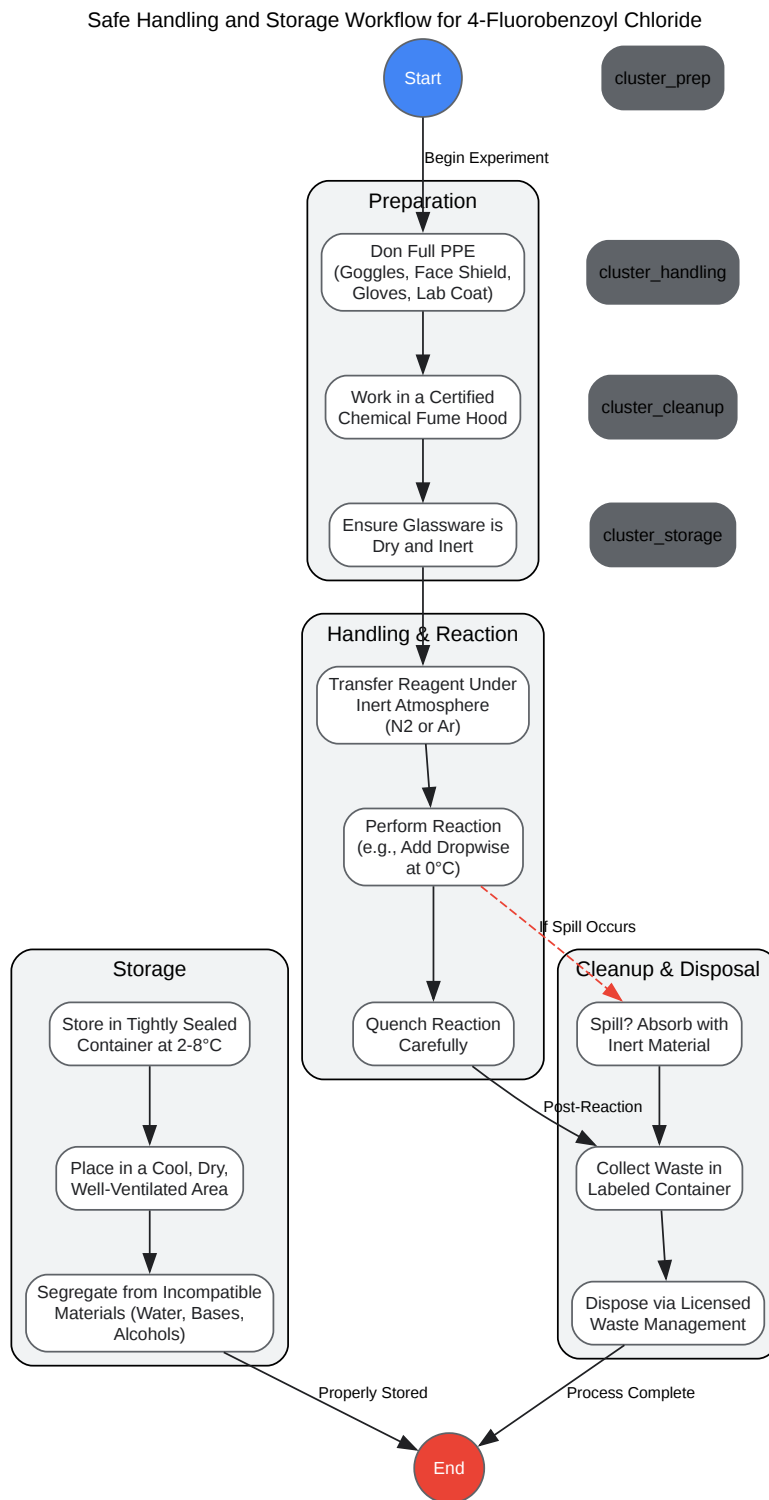 Safe Handling and Storage Workflow for 4-Fluorobenzoyl Chloride
Start
cluster_prep
Begin Experiment
Preparation
Don Full PPE
(Goggles, Face Shield,
Gloves, Lab Coat)
cluster_handling
Work in a Certified
Chemical Fume Hood
cluster_cleanup
Ensure Glassware is
Dry and Inert
cluster_storage
Handling & Reaction
Transfer Reagent Under
Inert Atmosphere
(N2 or Ar)
Perform Reaction
(e.g., Add Dropwise
at 0°C)
If Spill Occurs
Quench Reaction
Carefully
Post-Reaction
Storage
Store in Tightly Sealed
Container at 2-8°C
Place in a Cool, Dry,
Well-Ventilated Area
Segregate from Incompatible
Materials (Water, Bases,
Alcohols)
Properly Stored
Cleanup & Disposal
Spill? Absorb with
Inert Material
Collect Waste in
Labeled Container
Dispose via Licensed
Waste Management
Process Complete
End